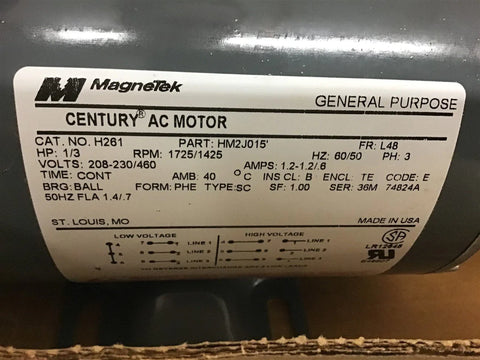 MagneTek
GENERAL PURPOSE
CENTURY® AC MOTOR
CAT. NO. H261 PART: HM2J015' FR: L48
HP: 1/3 RPM: 1725/1425 HZ: 60/50 PH: 3
VOLTS: 208-230/460 AMPS: 1.2-1.2/.6
TIME: CONT AMB: 40 °C INS CL: B ENCL: TE CODE: E
BRG: BALL FORM: PHE TYPE: SC SF: 1.00 SER: 36M 74824A
50HZ FLA 1.4/.7
ST. LOUIS, MO MADE IN USA
LOW VOLTAGE HIGH VOLTAGE
LINE 1 LINE 1
LINE 2 LINE 2
LINE 3 LINE 3
SA
LR12848